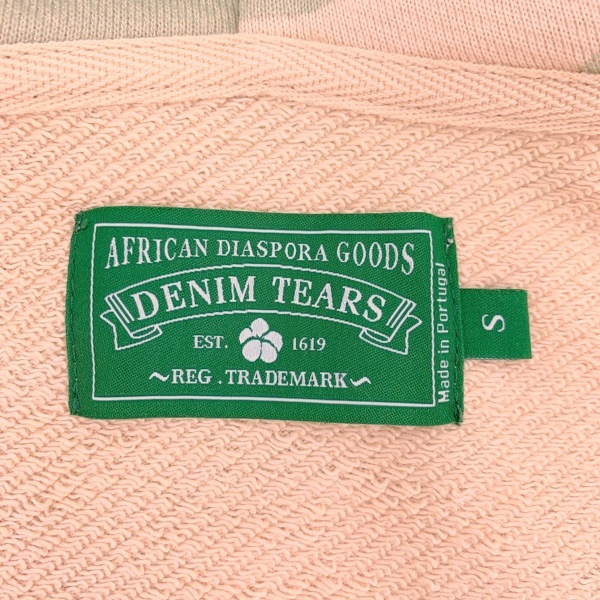 AFRICAN DIASPORA GOODS
DENIM TEARS
EST. 1619
~REG. TRADEMARK~
Made in Portugal
S